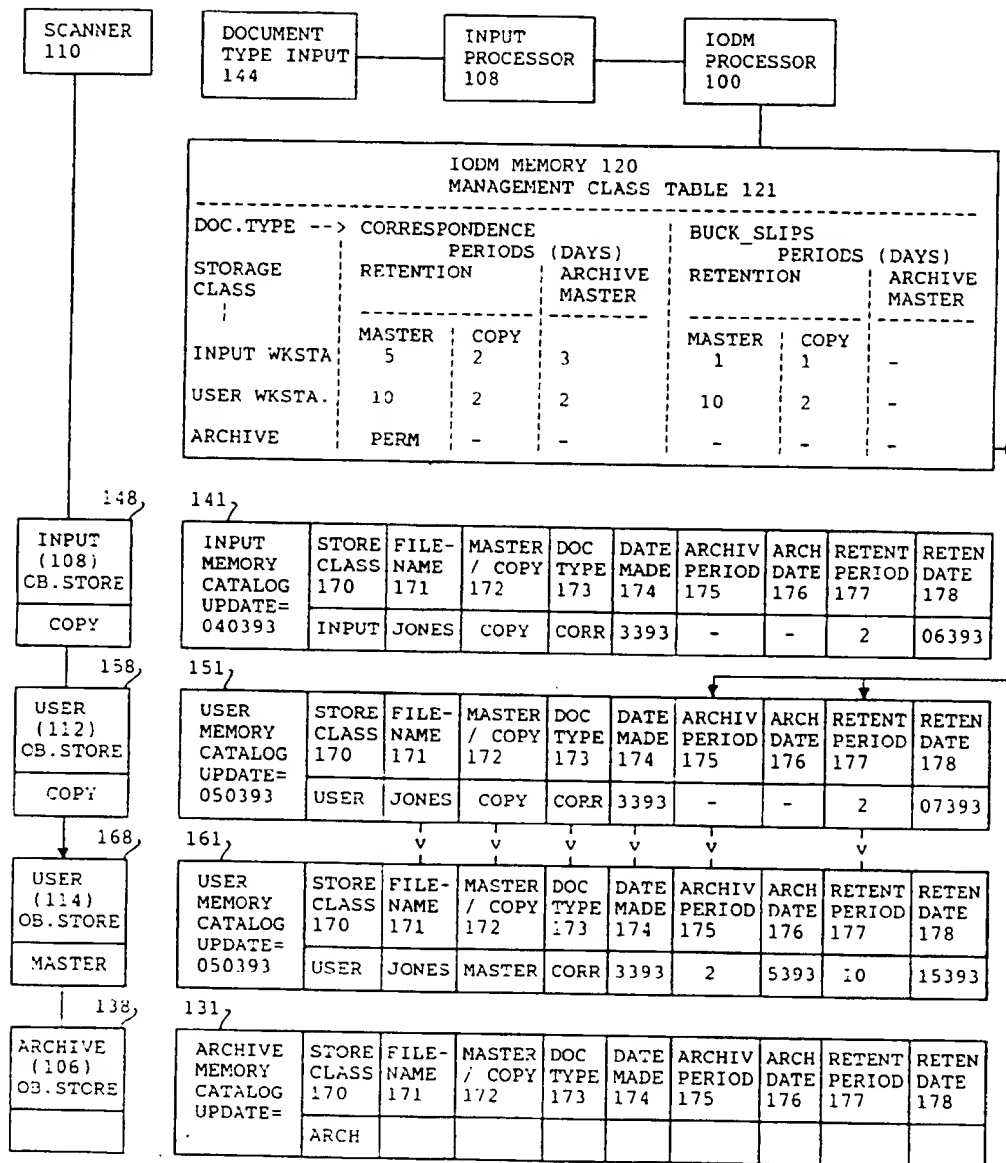 SCANNER
110
DOCUMENT
TYPE INPUT
144
INPUT
PROCESSOR
108
IODM
PROCESSOR
100
IODM MEMORY 120
MANAGEMENT CLASS TABLE 121
DOC.TYPE --> CORRESPONDENCE BUCK_SLIPS
PERIODS (DAYS) PERIODS (DAYS)
STORAGE RETENTION ARCHIVE RETENTION ARCHIVE
CLASS MASTER MASTER
MASTER COPY MASTER COPY
INPUT WKSTA 5 2 3 1 1 -
USER WKSTA. 10 2 2 10 2 -
ARCHIVE PERM - - - - -
148
INPUT
(108)
OB.STORE
COPY
141
INPUT STORE FILE- MASTER DOC DATE ARCHIV ARCH RETENT RETEN
MEMORY CLASS NAME / COPY TYPE MADE PERIOD DATE PERIOD DATE
CATALOG 170 171 172 173 174 175 176 177 178
UPDATE=
040393 INPUT JONES COPY CORR 3393 - - 2 06393
158
USER
(112)
OB.STORE
COPY
151
USER STORE FILE- MASTER DOC DATE ARCHIV ARCH RETENT RETEN
MEMORY CLASS NAME / COPY TYPE MADE PERIOD DATE PERIOD DATE
CATALOG 170 171 172 173 174 175 176 177 178
UPDATE=
050393 USER JONES COPY CORR 3393 - - 2 07393
168
USER
(114)
OB.STORE
MASTER
161
USER STORE FILE- MASTER DOC DATE ARCHIV ARCH RETENT RETEN
MEMORY CLASS NAME / COPY TYPE MADE PERIOD DATE PERIOD DATE
CATALOG 170 171 172 173 174 175 176 177 178
UPDATE=
050393 USER JONES MASTER CORR 3393 2 5393 10 15393
138
ARCHIVE
(106)
OB.STORE
131
ARCHIVE STORE FILE- MASTER DOC DATE ARCHIV ARCH RETENT RETEN
MEMORY CLASS NAME / COPY TYPE MADE PERIOD DATE PERIOD DATE
CATALOG 170 171 172 173 174 175 176 177 178
UPDATE=
ARCH